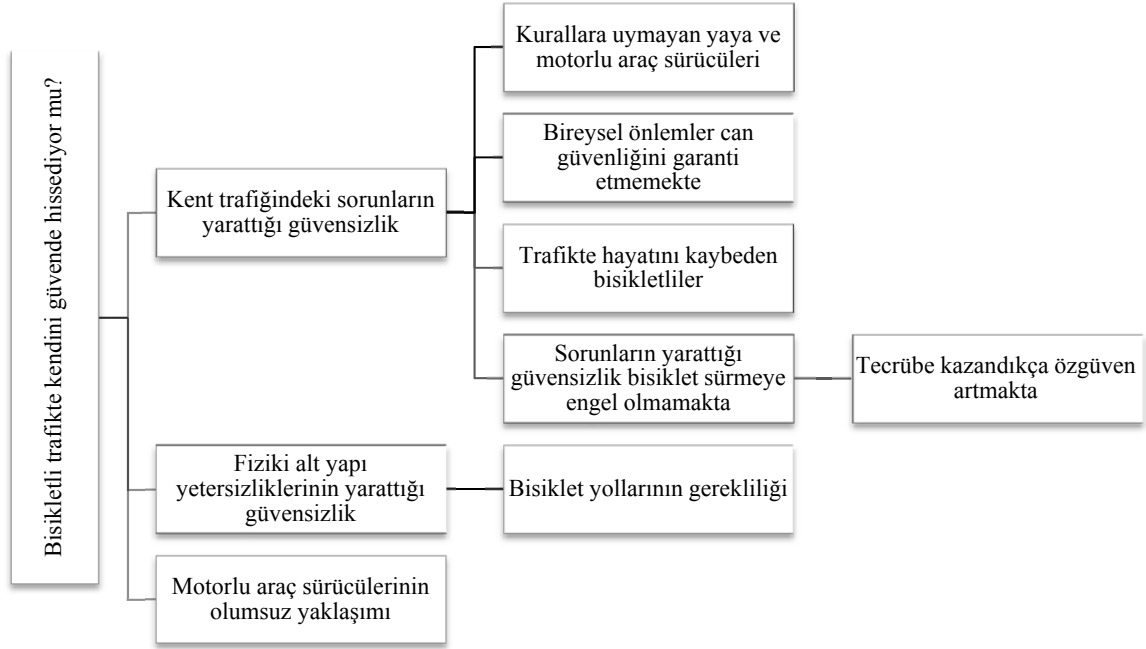 Bisikletli trafikte kendini güvende hissediyor mu?
Kent trafiğindeki sorunların
yarattığı güvensizlik
Kurallara uymayan yaya ve
motorlu araç sürücüleri
Bireysel önlemler can
güvenliğini garanti
etmemekte
Trafikte hayatını kaybeden
bisikletliler
Sorunların yarattığı
güvensizlik bisiklet sürmeye
engel olmamakta
Tecrübe kazandıkça özgüven
artmakta
Fiziki alt yapı
yetersizliklerinin yarattığı
güvensizlik
Bisiklet yollarının gerekliliği
Motorlu araç sürücülerinin
olumsuz yaklaşımı